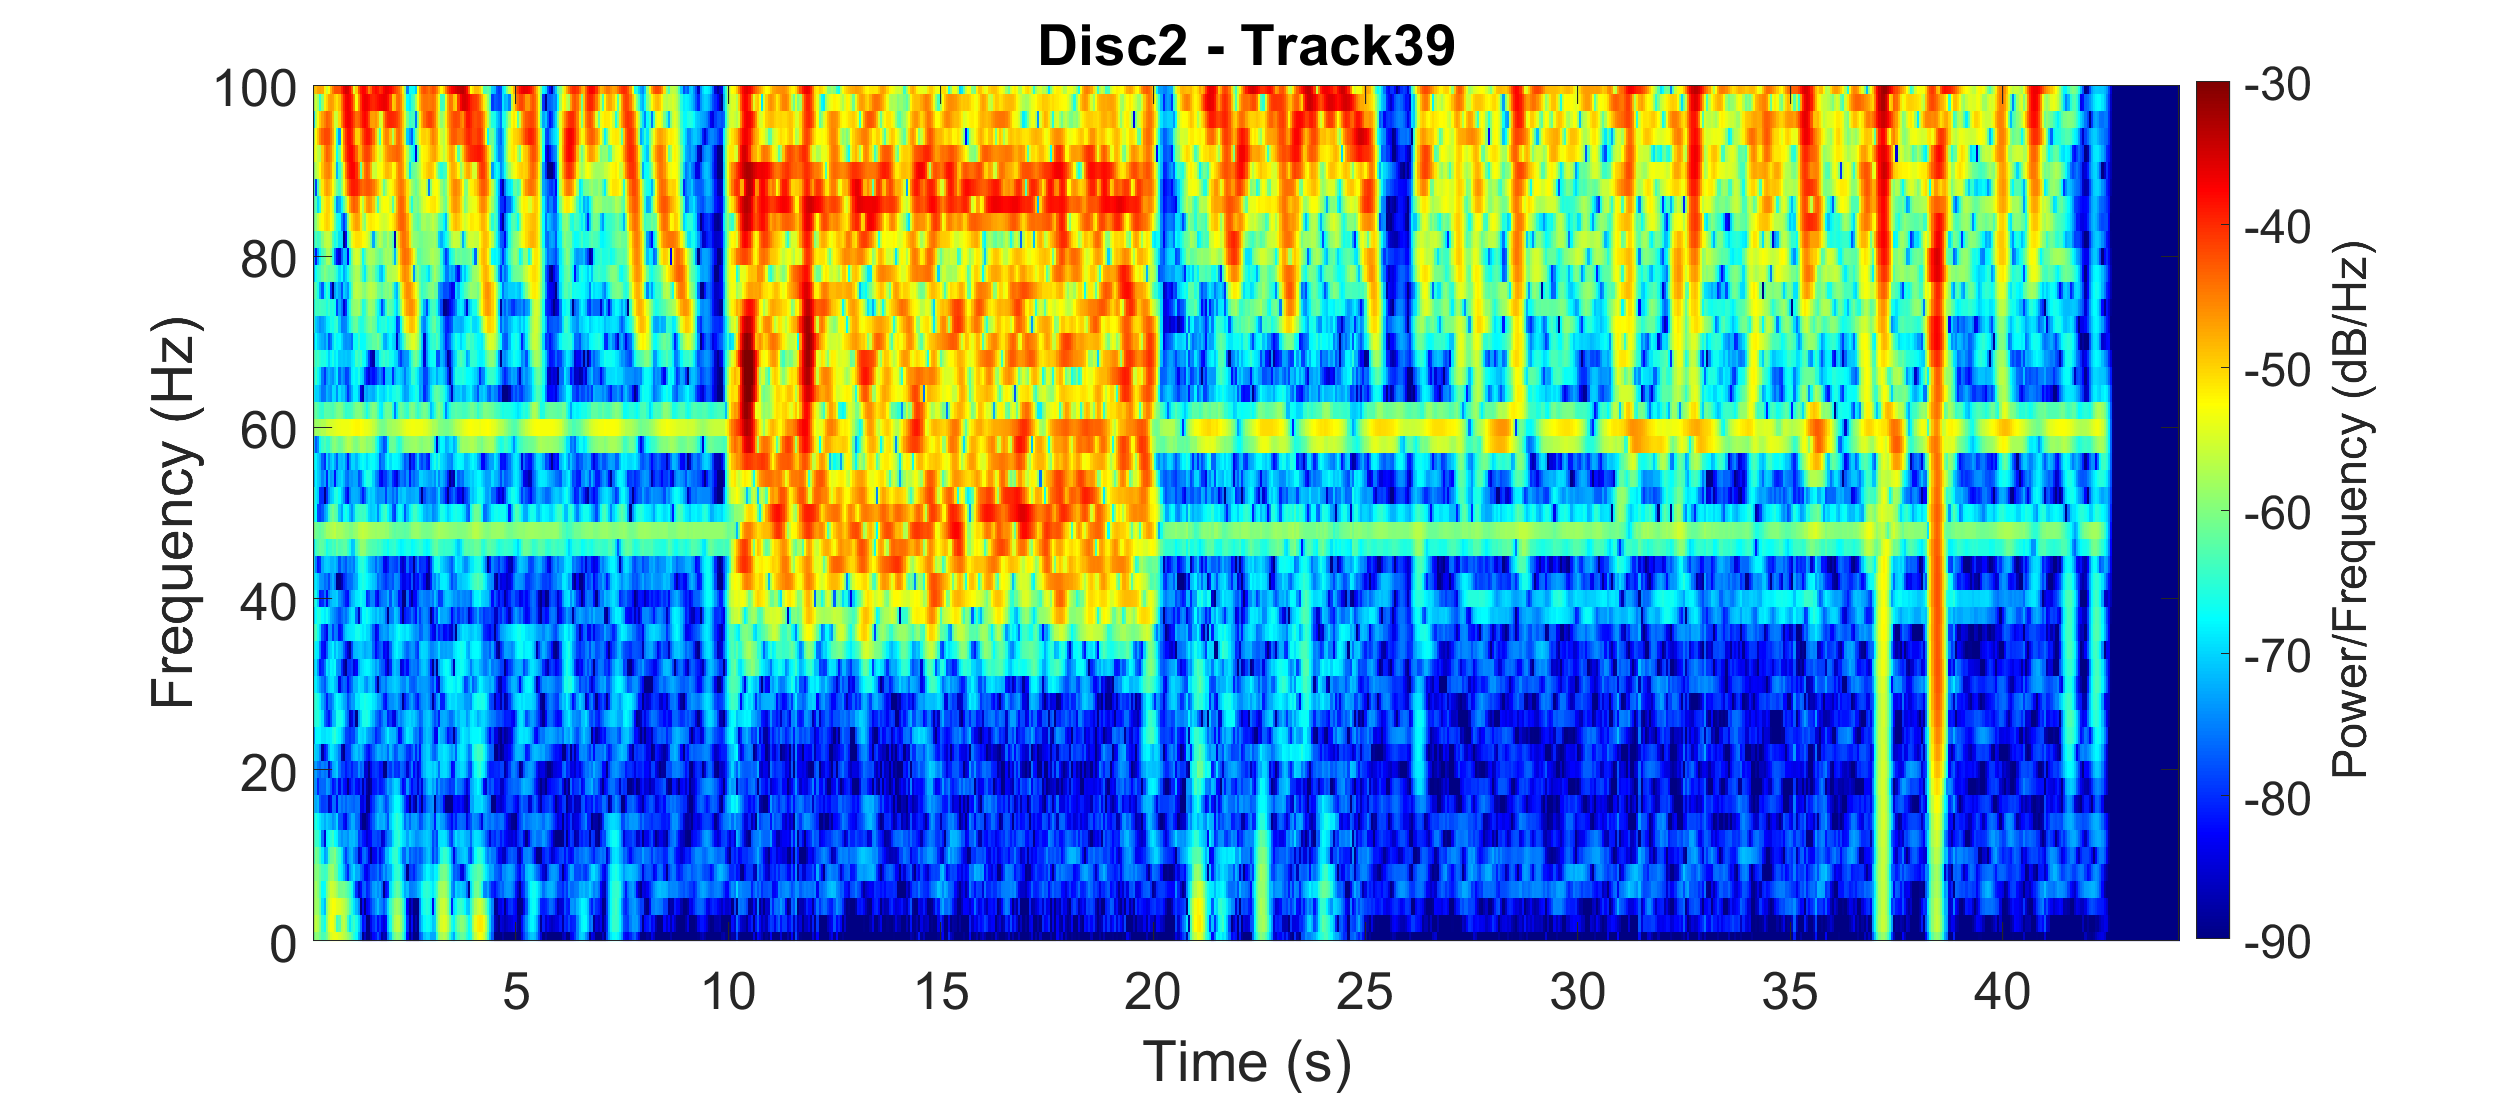 Disc2 - Track39
100
80
60
40
20
0
Frequency (Hz)
5 10 15 20 25 30 35 40
Time (s)
-30
-40
-50
-60
-70
-80
-90
Power/Frequency (dB/Hz)